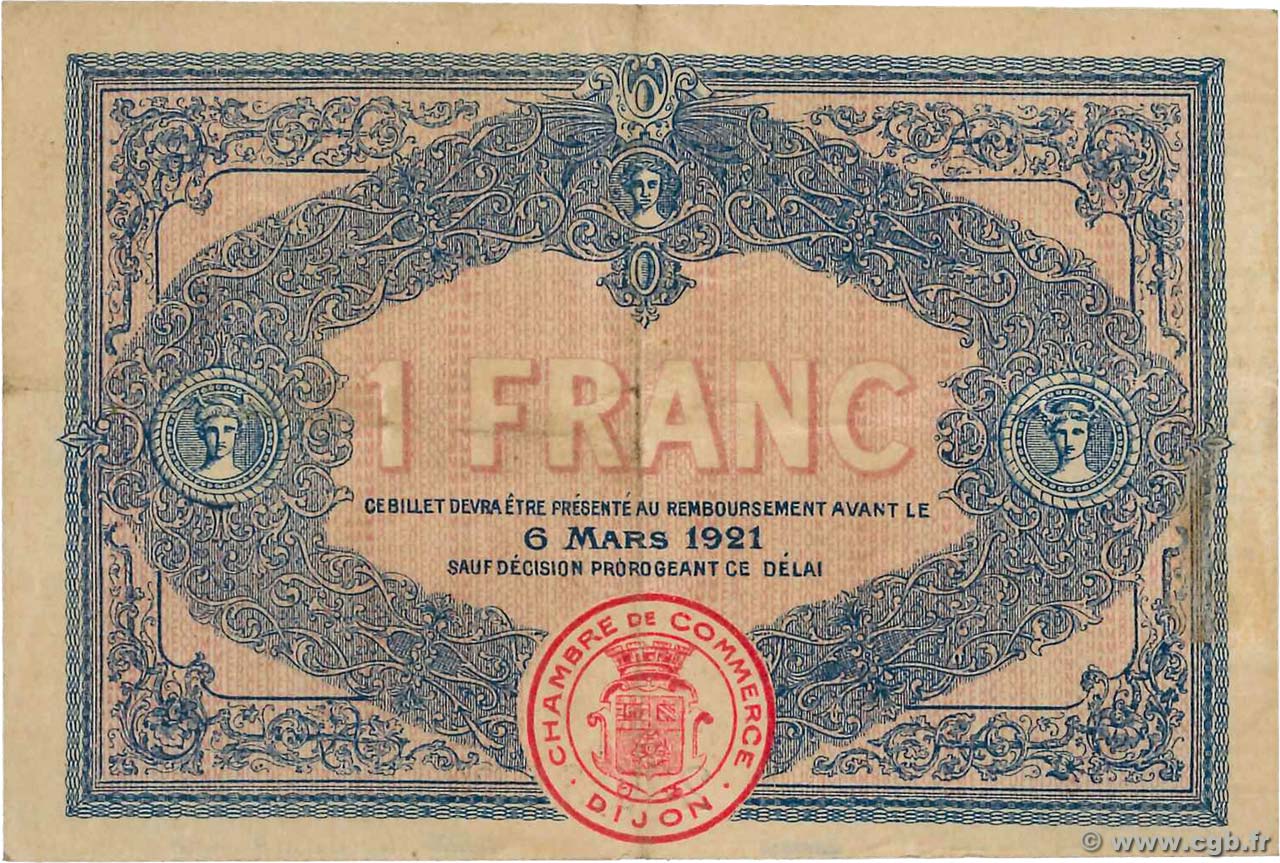 1 FRANC
CE BILLET DEVRA ÊTRE PRÉSENTÉ AU REMBOURSEMENT AVANT LE
6 MARS 1921
SAUF DÉCISION PROROGEANT CE DÉLAI
CHAMBRE DE COMMERCE
· DIJON ·
© www.cgb.fr